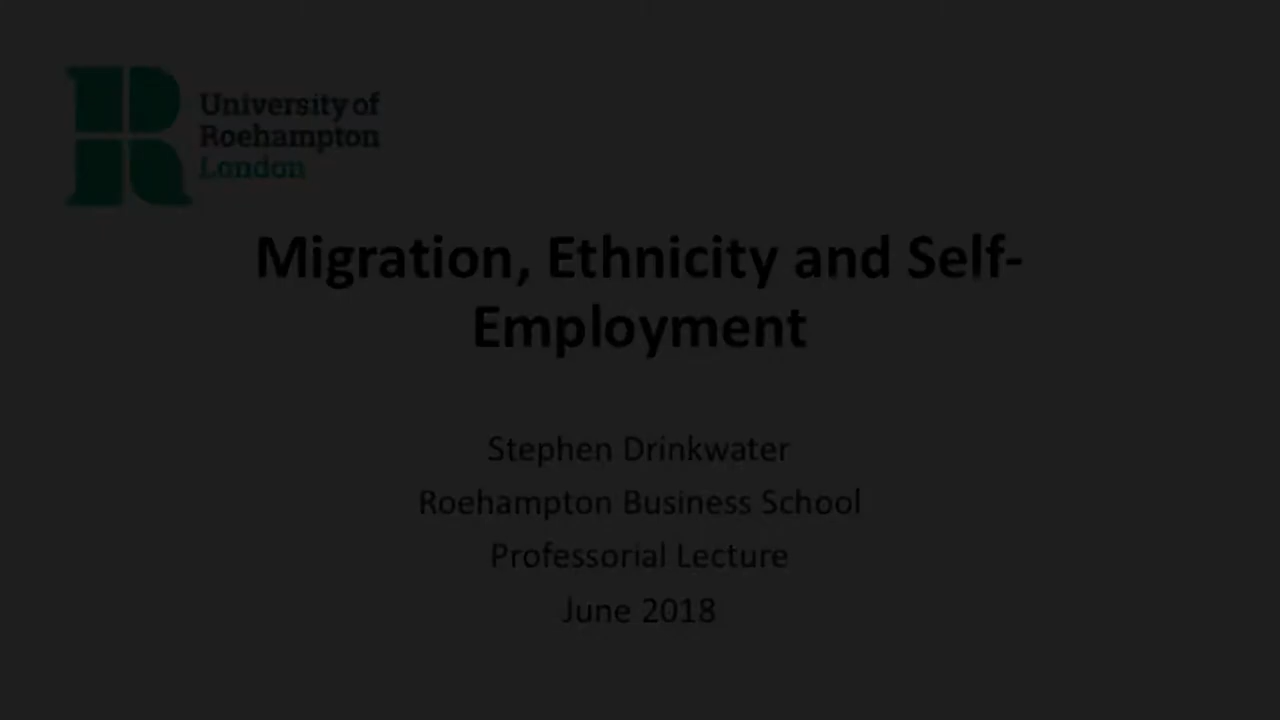 University of
Roehampton
London
Migration, Ethnicity and Self-
Employment
Stephen Drinkwater
Roehampton Business School
Professorial Lecture
June 2018